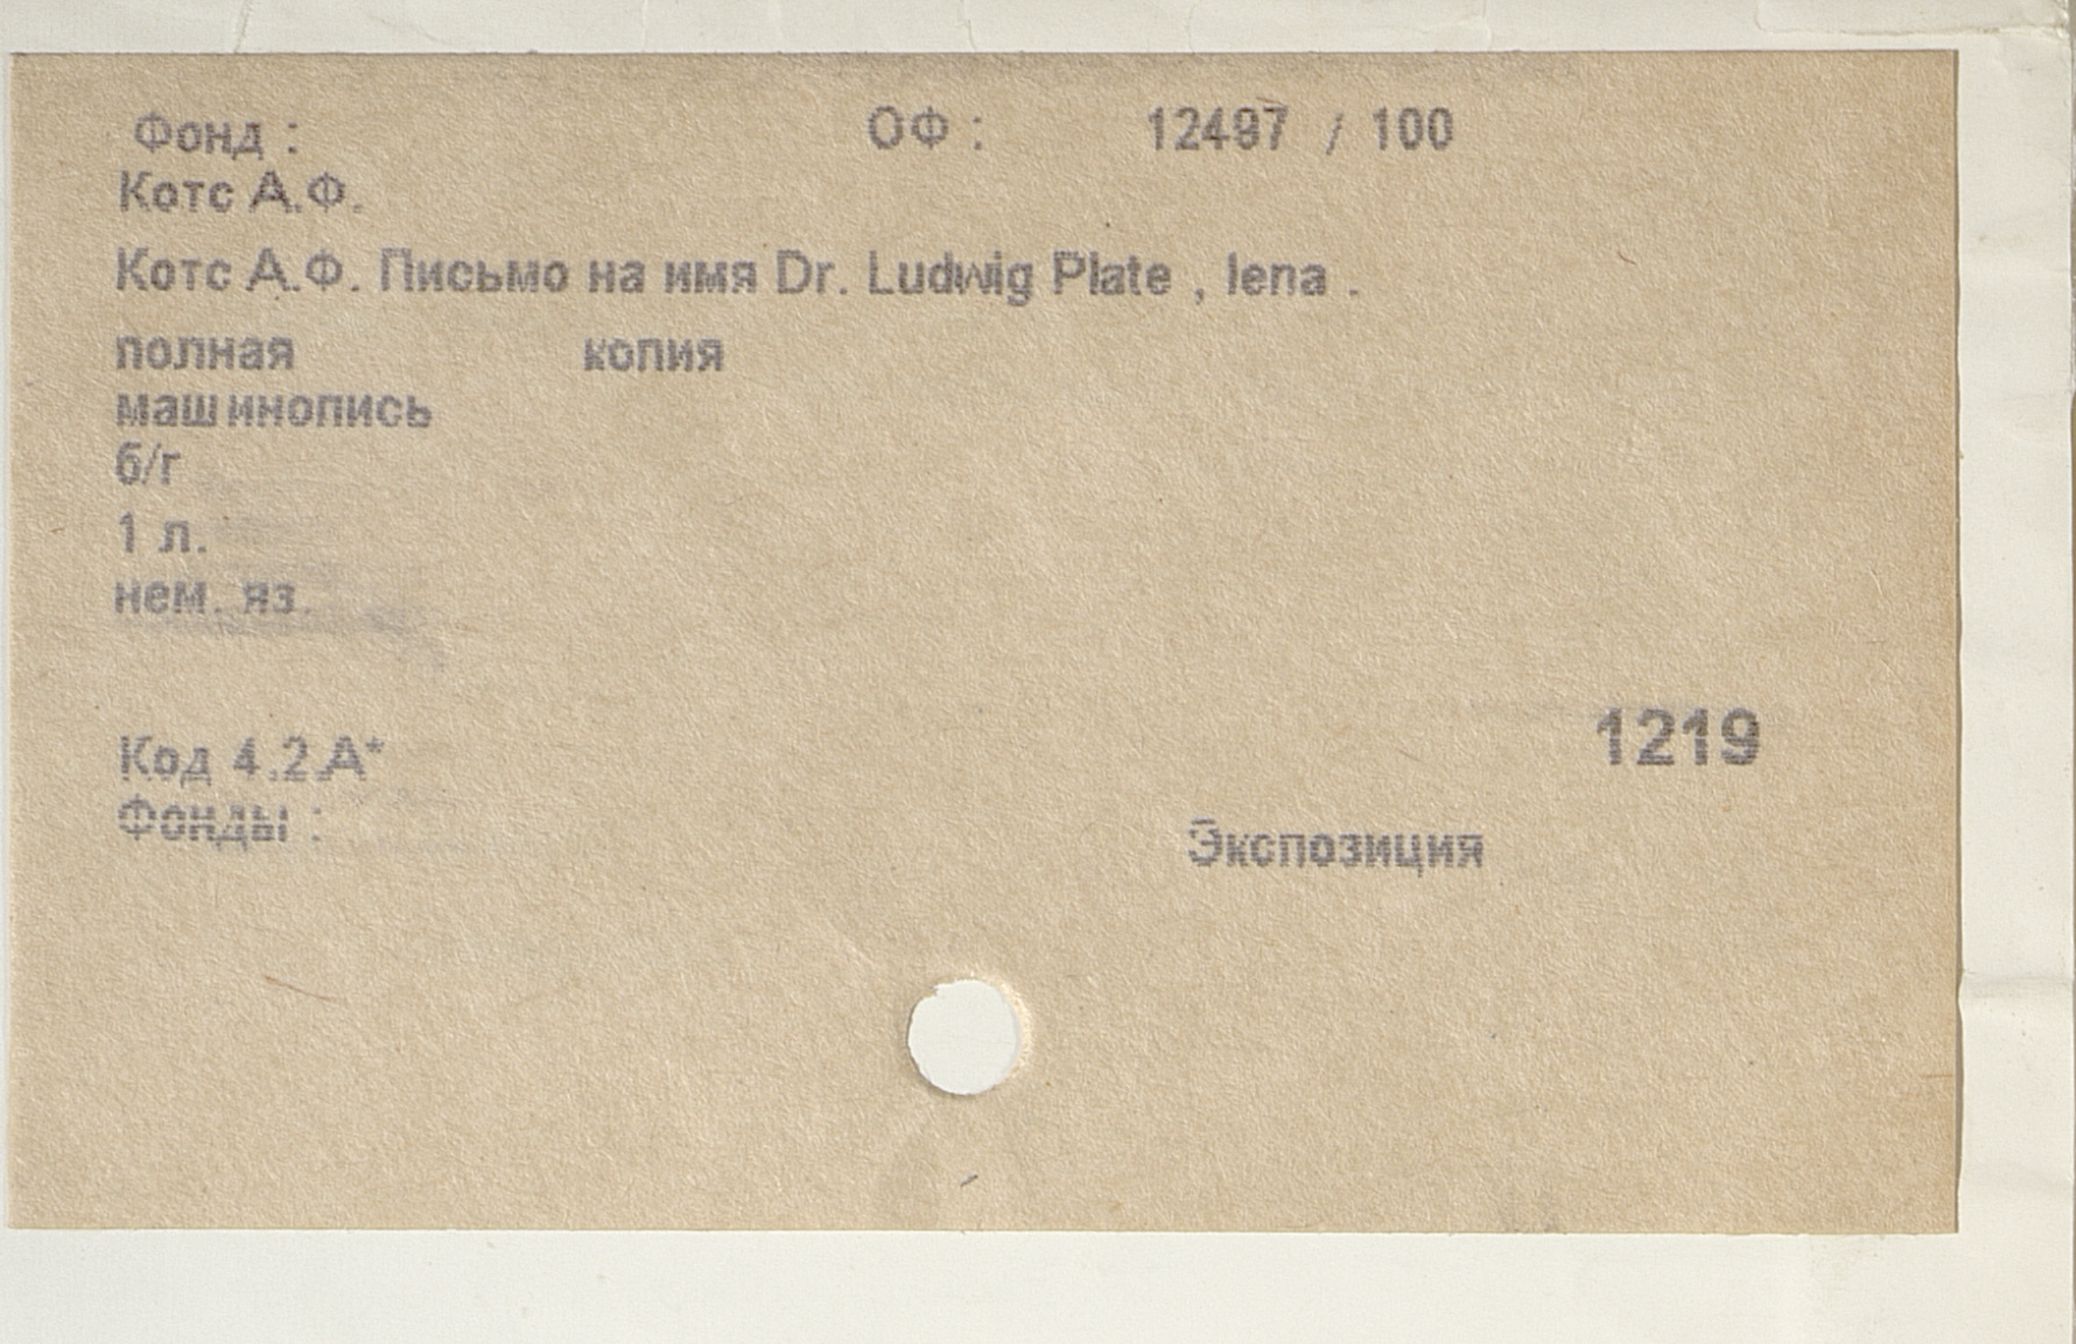 Фонд : ОФ : 12497 / 100
Котс А.Ф.
Котс А.Ф. Письмо на имя Dr. Ludwig Plate , Iena .
полная копия
машинопись
б/г
1 л.
нем. яз.
1219
Код 4.2.А*
Фонды :
Экспозиция